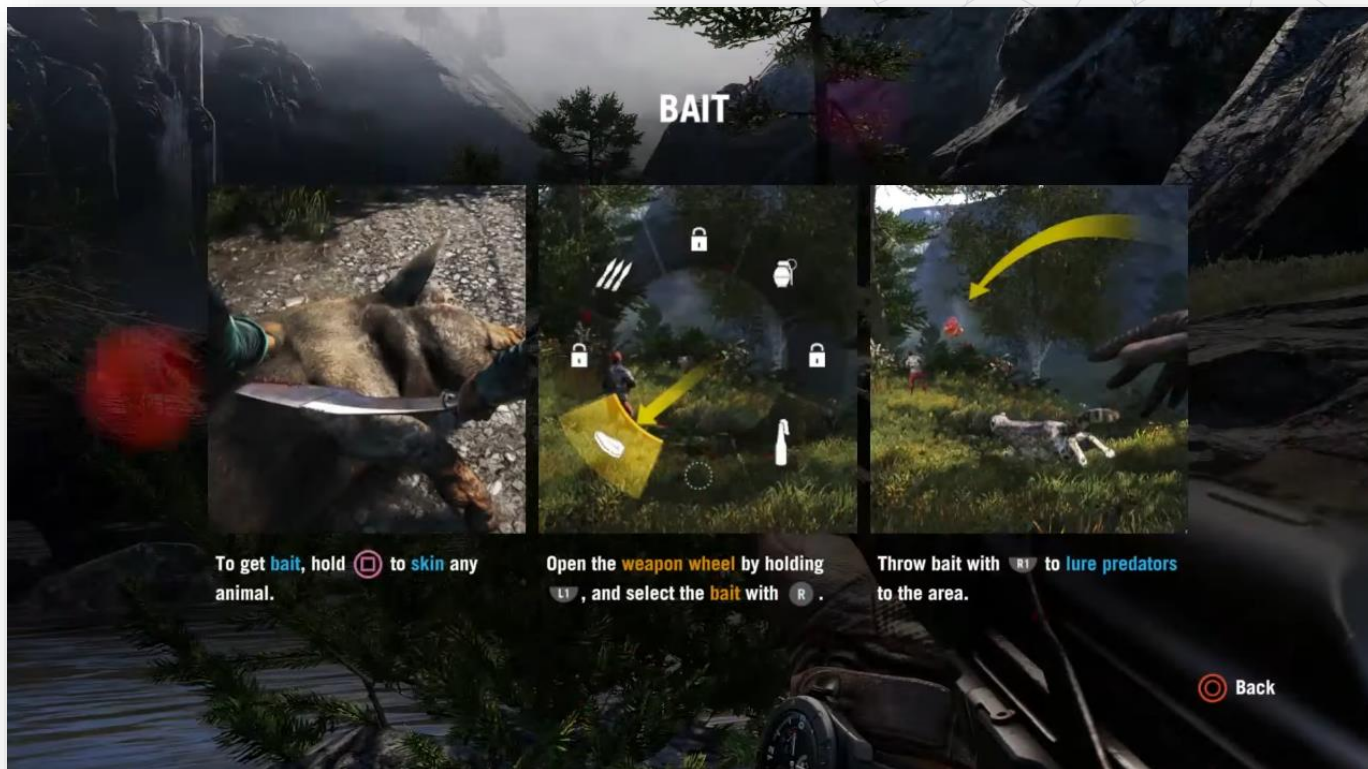 BAIT
To get bait, hold to skin any
animal.
Open the weapon wheel by holding
L1, and select the bait with R.
Throw bait with R1 to lure predators
to the area.
Back